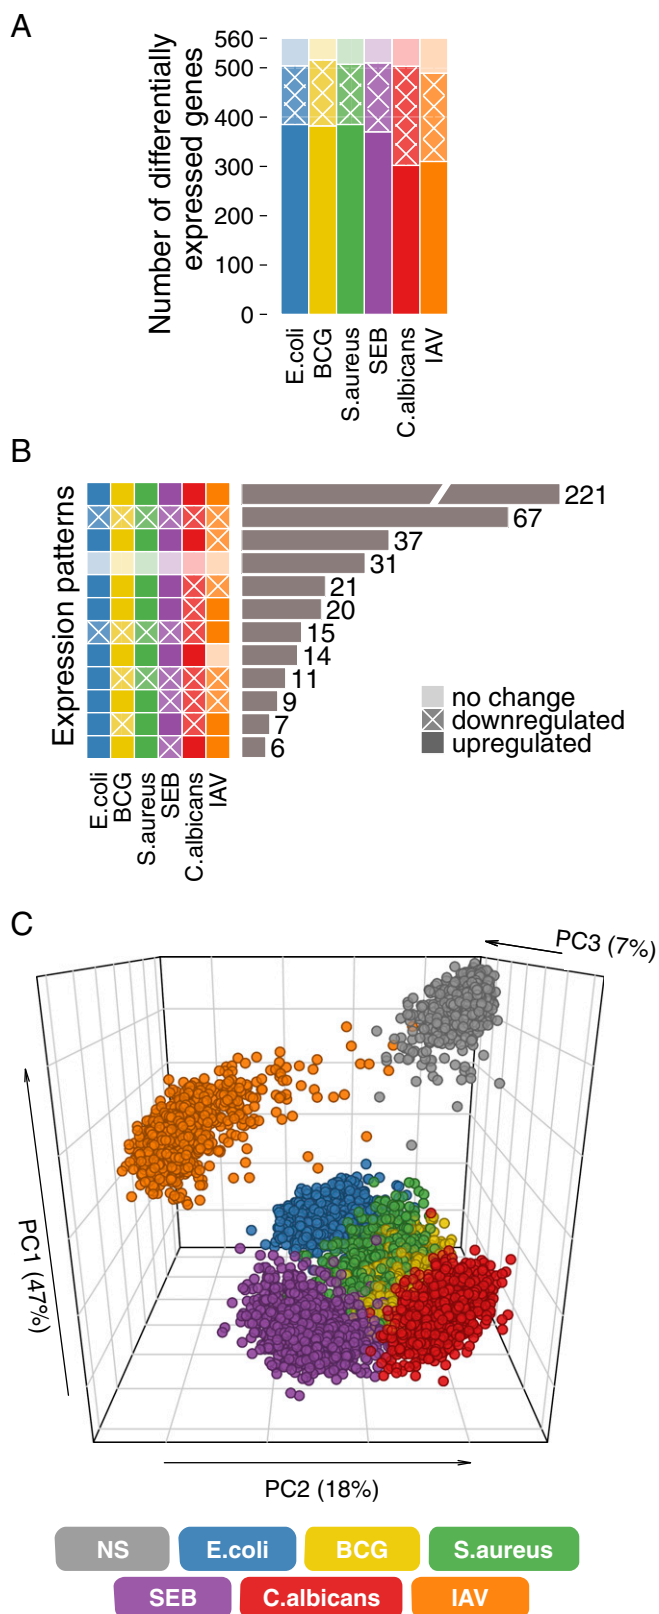 A
Number of differentially
expressed genes
560
500
400
300
200
100
0
E.coli
BCG
S.aureus
SEB
C.albicans
IAV
B
Expression patterns
221
67
37
31
21
20
15
14
11
9
7
6
no change
downregulated
upregulated
E.coli
BCG
S.aureus
SEB
C.albicans
IAV
C
PC3 (7%)
PC1 (47%)
PC2 (18%)
NS E.coli BCG S.aureus
SEB C.albicans IAV